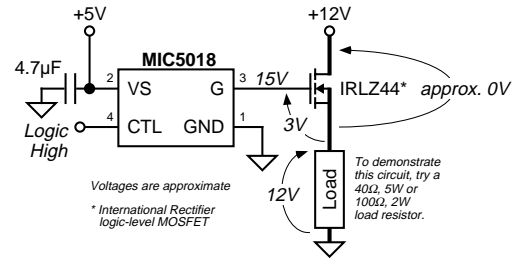 +5V
+12V
4.7µF
MIC5018
2
VS
G
3
15V
IRLZ44*
approx. 0V
Logic
High
4
CTL
GND
1
3V
12V
Load
To demonstrate
this circuit, try a
40Ω, 5W or
100Ω, 2W
load resistor.
Voltages are approximate
* International Rectifier
logic-level MOSFET